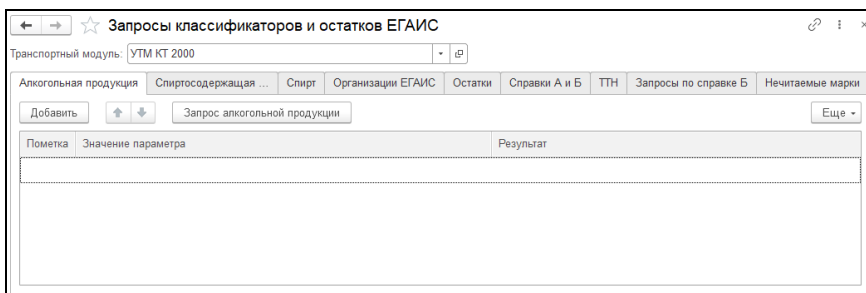 Запросы классификаторов и остатков ЕГАИС
Транспортный модуль: УТМ КТ 2000
Алкогольная продукция Спиртосодержащая ... Спирт Организации ЕГАИС Остатки Справки А и Б ТТН Запросы по справке Б Нечитаемые марки
Добавить Запрос алкогольной продукции Еще
Пометка Значение параметра Результат